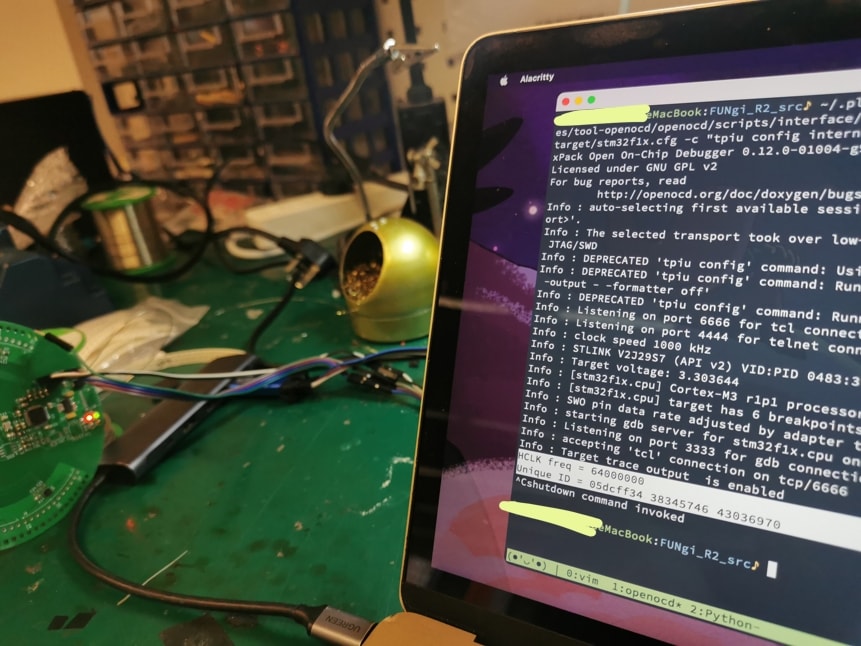 Alacritty
eMacBook:FUNgi_R2_src♪ ~/.pl
es/tool-openocd/openocd/scripts/interface/
target/stm32f1x.cfg -c "tpiu config intern
xPack Open On-Chip Debugger 0.12.0-01004-g
Licensed under GNU GPL v2
For bug reports, read
http://openocd.org/doc/doxygen/bugs
Info : auto-selecting first available sessi
ort>'.
Info : The selected transport took over low-
JTAG/SWD
Info : DEPRECATED 'tpiu config' command: Usi
Info : DEPRECATED 'tpiu config' command: Run
-output - -formatter off'
Info : DEPRECATED 'tpiu config' command: Runn
Info : Listening on port 6666 for tcl connect
Info : Listening on port 4444 for telnet conn
Info : clock speed 1000 kHz
Info : STLINK V2J29S7 (API v2) VID:PID 0483:3
Info : Target voltage: 3.303644
Info : [stm32f1x.cpu] Cortex-M3 r1p1 processor
Info : [stm32f1x.cpu] target has 6 breakpoints
Info : SWO pin data rate adjusted by adapter t
Info : starting gdb server for stm32f1x.cpu on
Info : Listening on port 3333 for gdb connectio
Info : accepting 'tcl' connection on tcp/6666
Info : Target trace output is enabled
HCLK freq = 64000000
Unique ID = 05dcff34 38345746 43036970
^Cshutdown command invoked
eMacBook:FUNgi_R2_src♪
(●'◡'●) | 0:vim 1:openocd* 2:Python-
UGREEN